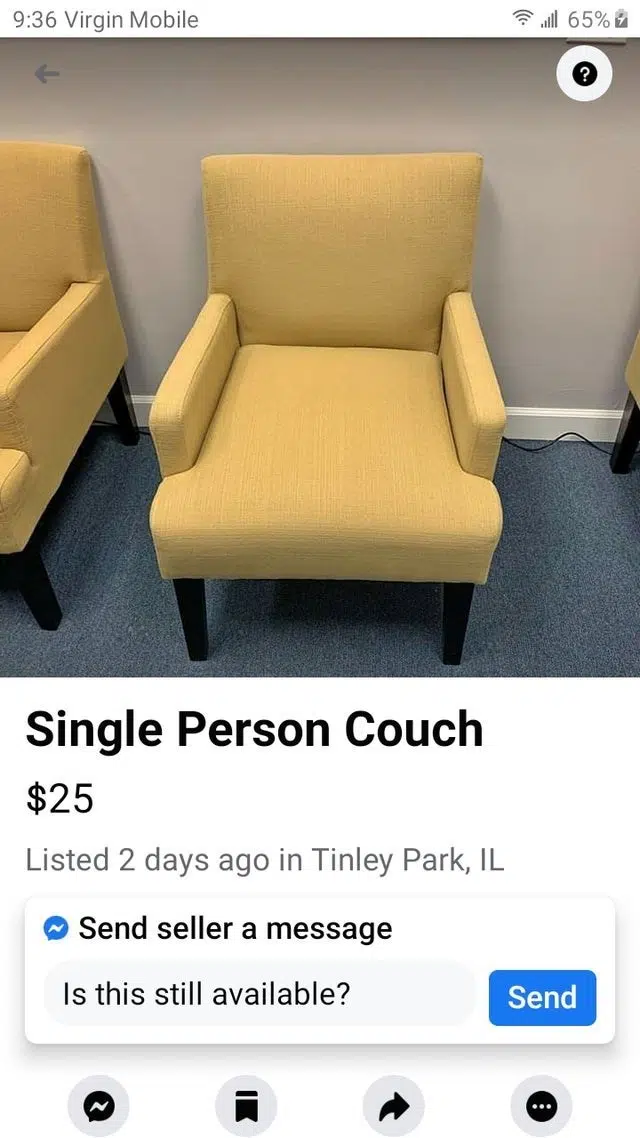 9:36 Virgin Mobile 65%
Single Person Couch
$25
Listed 2 days ago in Tinley Park, IL
Send seller a message
Is this still available?
Send